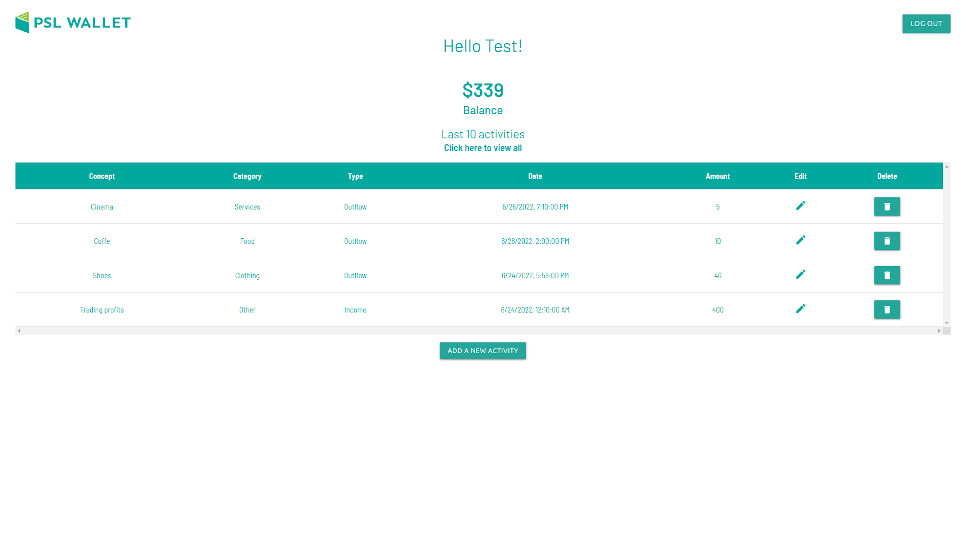 PSL WALLET
LOG OUT
Hello Test!
$339
Balance
Last 10 activities
Click here to view all
Concept Category Type Date Amount Edit Delete
Cinema Services Outflow 6/26/2022, 7:10:00 PM 5
Coffe Food Outflow 6/26/2022, 2:00:00 PM 10
Shoes Clothing Outflow 6/24/2022, 5:59:00 PM 46
Trading profits Other Income 6/24/2022, 12:10:00 AM 400
ADD A NEW ACTIVITY